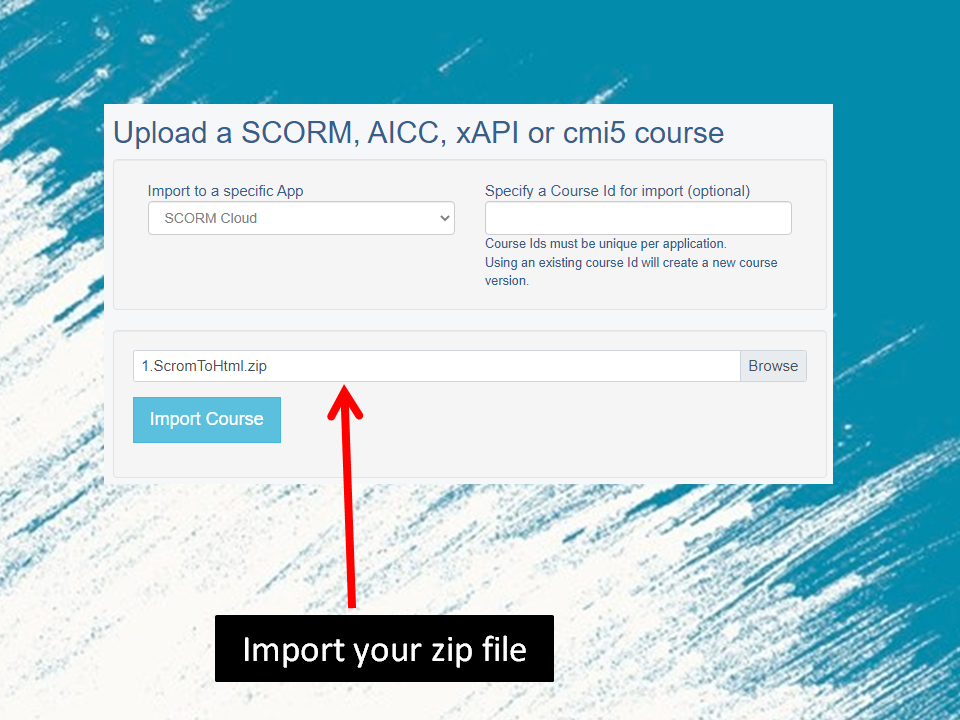 Upload a SCORM, AICC, xAPI or cmi5 course
Import to a specific App
SCORM Cloud
Specify a Course Id for import (optional)
Course Ids must be unique per application.
Using an existing course Id will create a new course
version.
1.ScromToHtml.zip
Browse
Import Course
Import your zip file